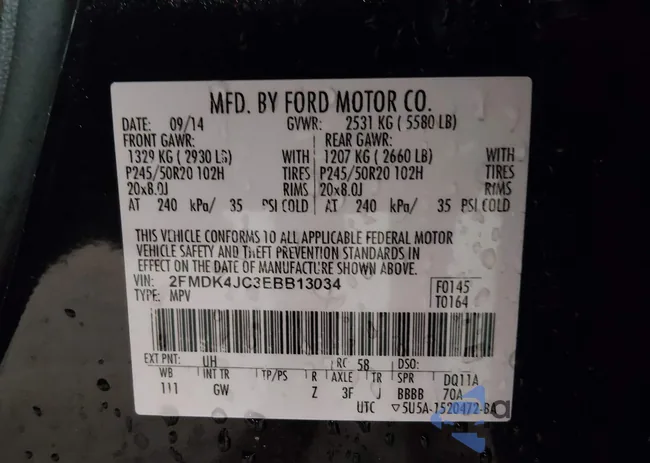 MFD. BY FORD MOTOR CO.
DATE: 09/14 GVWR: 2531 KG ( 5580 LB)
FRONT GAWR: REAR GAWR:
1329 KG ( 2930 LB) WITH 1207 KG ( 2660 LB) WITH
P245/50R20 102H TIRES P245/50R20 102H TIRES
20x8.0J RIMS 20x8.0J RIMS
AT 240 kPa/ 35 PSI COLD AT 240 kPa/ 35 PSI COLD
THIS VEHICLE CONFORMS TO ALL APPLICABLE FEDERAL MOTOR
VEHICLE SAFETY AND THEFT PREVENTION STANDARDS IN
EFFECT ON THE DATE OF MANUFACTURE SHOWN ABOVE.
VIN: 2FMDK4JC3EBB13034 F0145
TYPE: MPV T0164
EXT PNT: UH RC 58 DSO:
WB INT TR TP/PS R AXLE TR SPR DQ11A
111 GW Z 3F J BBBB 70A
UTC ▽5U5A-1520472-BA
a